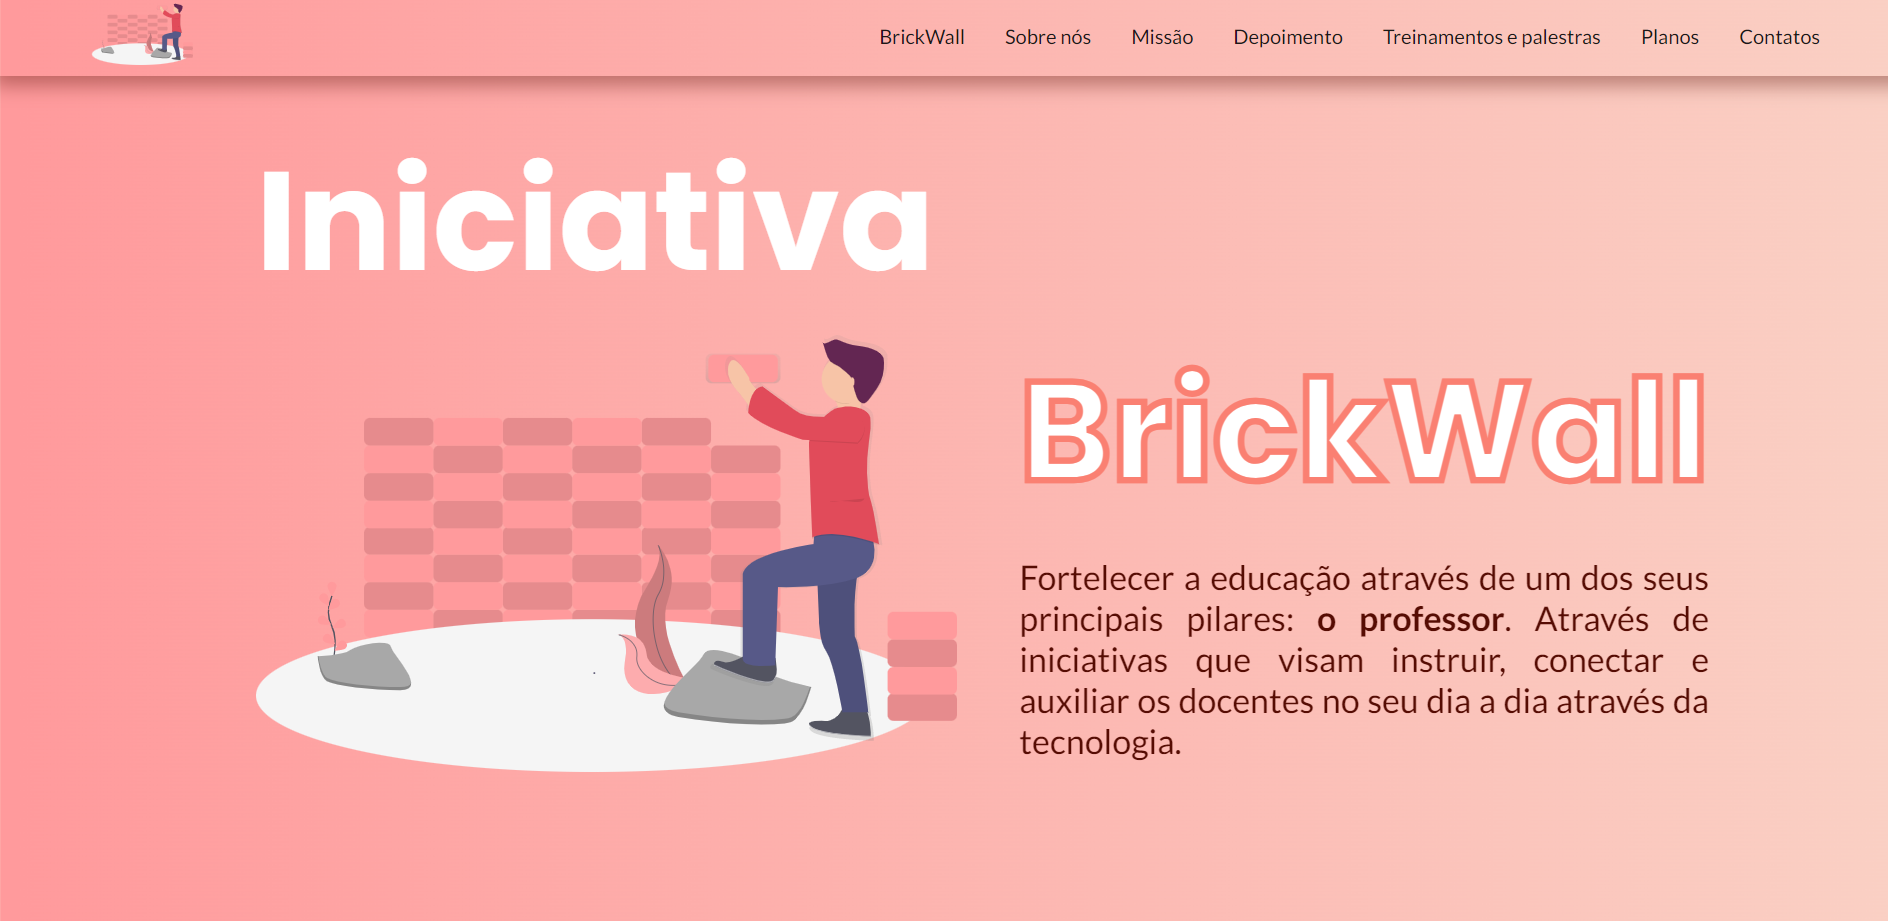 BrickWall Sobre nós Missão Depoimento Treinamentos e palestras Planos Contatos
Iniciativa
BrickWall
Fortelecer a educação através de um dos seus
principais pilares: o professor. Através de
iniciativas que visam instruir, conectar e
auxiliar os docentes no seu dia a dia através da
tecnologia.